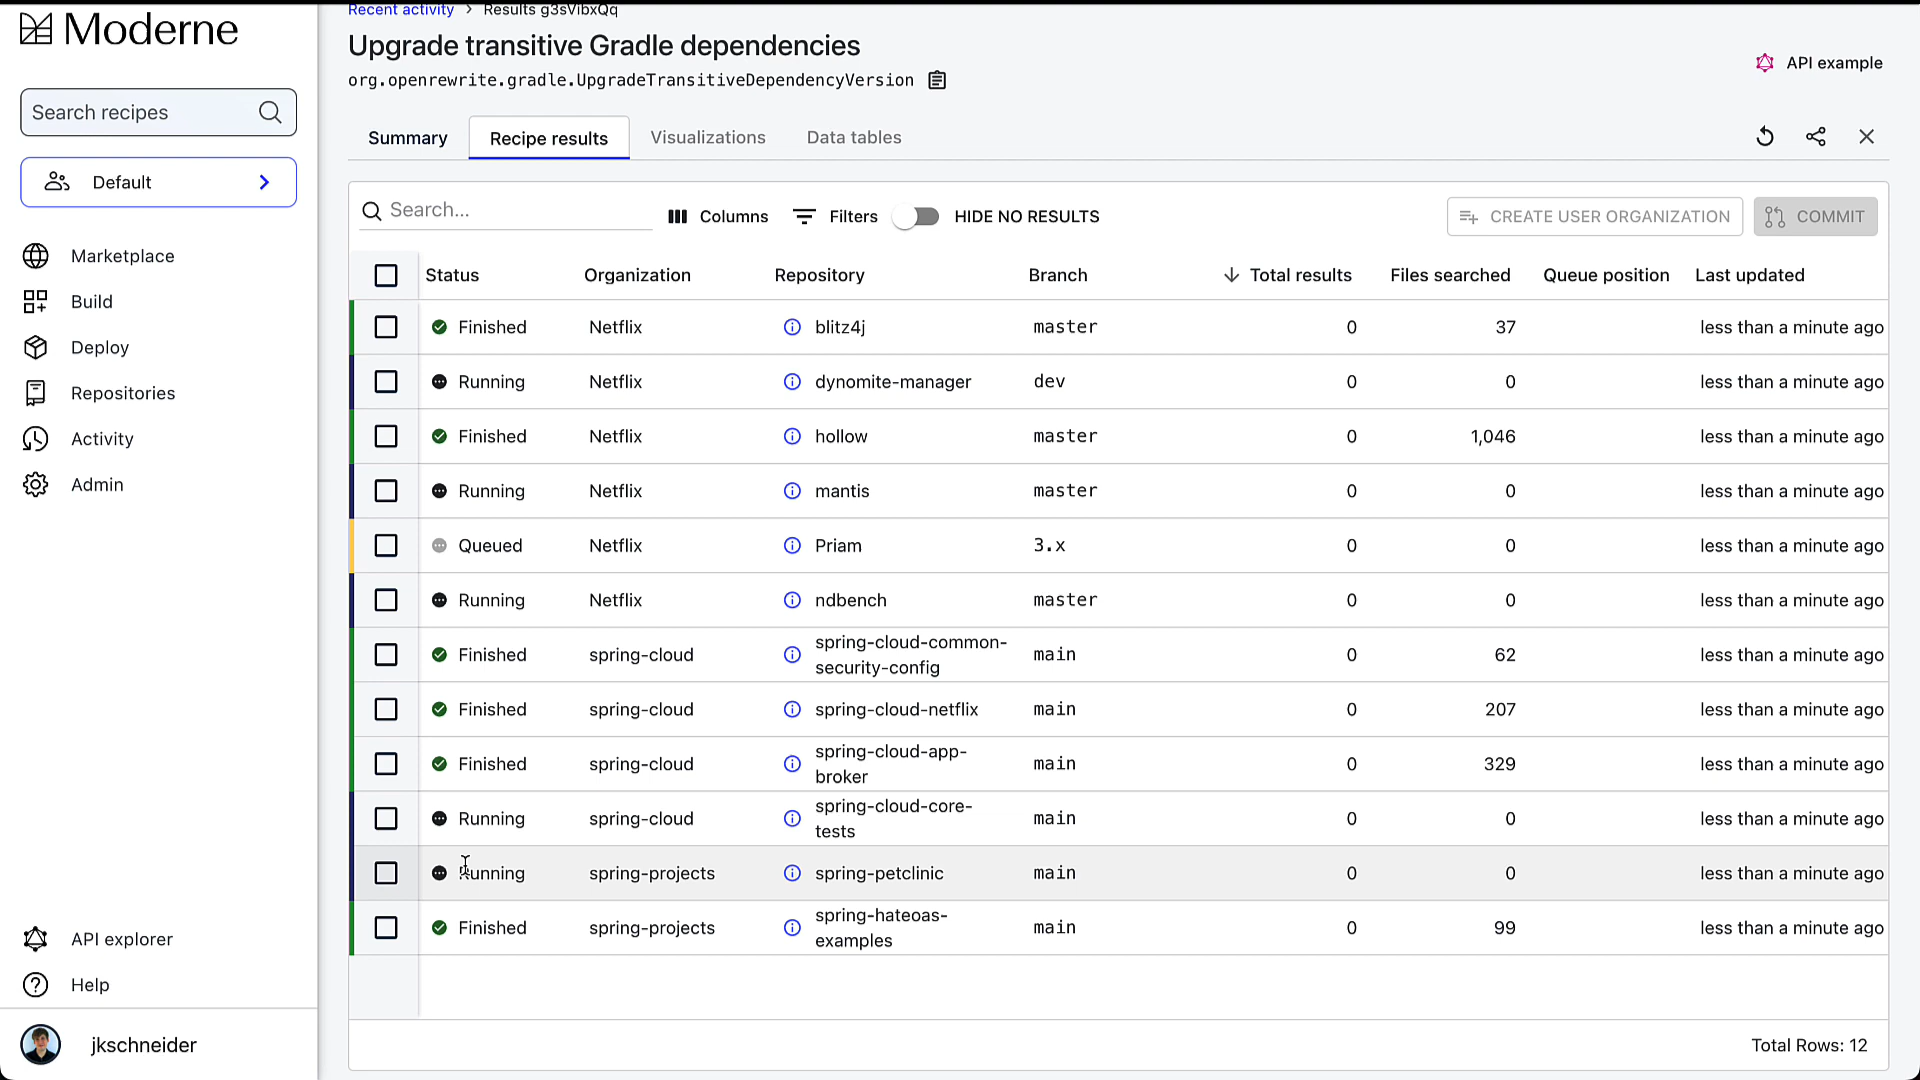 Moderne
Search recipes
Default
Marketplace
Build
Deploy
Repositories
Activity
Admin
API explorer
Help
jkschneider
Recent activity > Results g3sVibxQq
Upgrade transitive Gradle dependencies
org.openrewrite.gradle.UpgradeTransitiveDependencyVersion
API example
Summary Recipe results Visualizations Data tables
Search... Columns Filters HIDE NO RESULTS CREATE USER ORGANIZATION COMMIT
Status Organization Repository Branch Total results Files searched Queue position Last updated
Finished Netflix blitz4j master 0 37 less than a minute ago
Running Netflix dynomite-manager dev 0 0 less than a minute ago
Finished Netflix hollow master 0 1,046 less than a minute ago
Running Netflix mantis master 0 0 less than a minute ago
Queued Netflix Priam 3.x 0 0 less than a minute ago
Running Netflix ndbench master 0 0 less than a minute ago
Finished spring-cloud spring-cloud-common-
security-config main 0 62 less than a minute ago
Finished spring-cloud spring-cloud-netflix main 0 207 less than a minute ago
Finished spring-cloud spring-cloud-app-
broker main 0 329 less than a minute ago
Running spring-cloud spring-cloud-core-
tests main 0 0 less than a minute ago
Running spring-projects spring-petclinic main 0 0 less than a minute ago
Finished spring-projects spring-hateoas-
examples main 0 99 less than a minute ago
Total Rows: 12